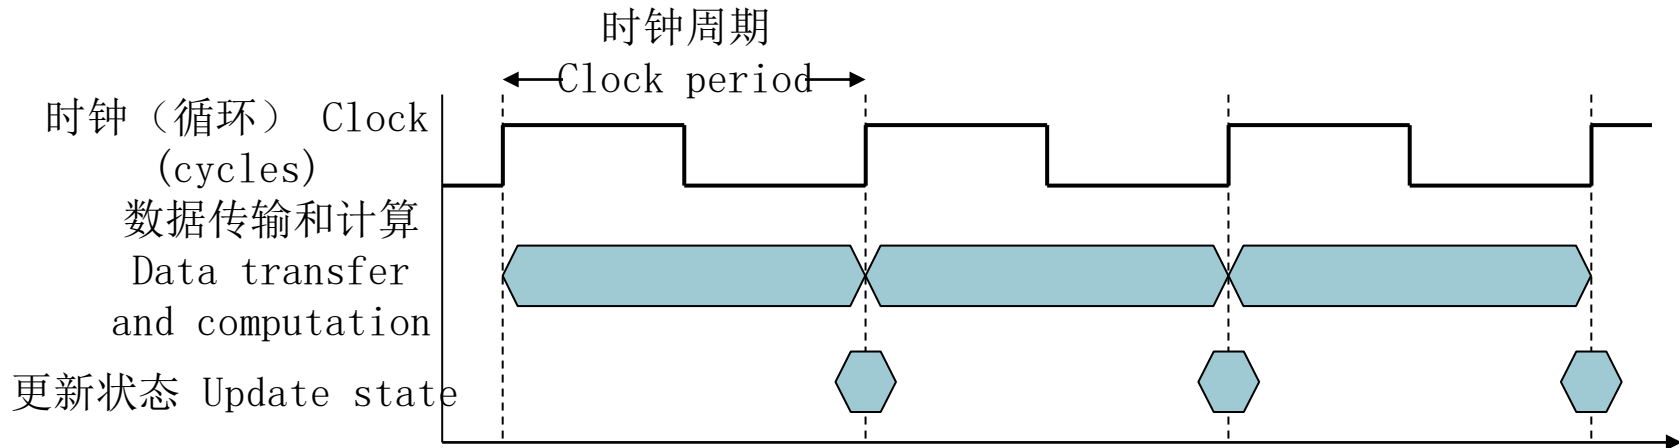 时钟周期
Clock period
时钟（循环） Clock
(cycles)
数据传输和计算
Data transfer
and computation
更新状态 Update state